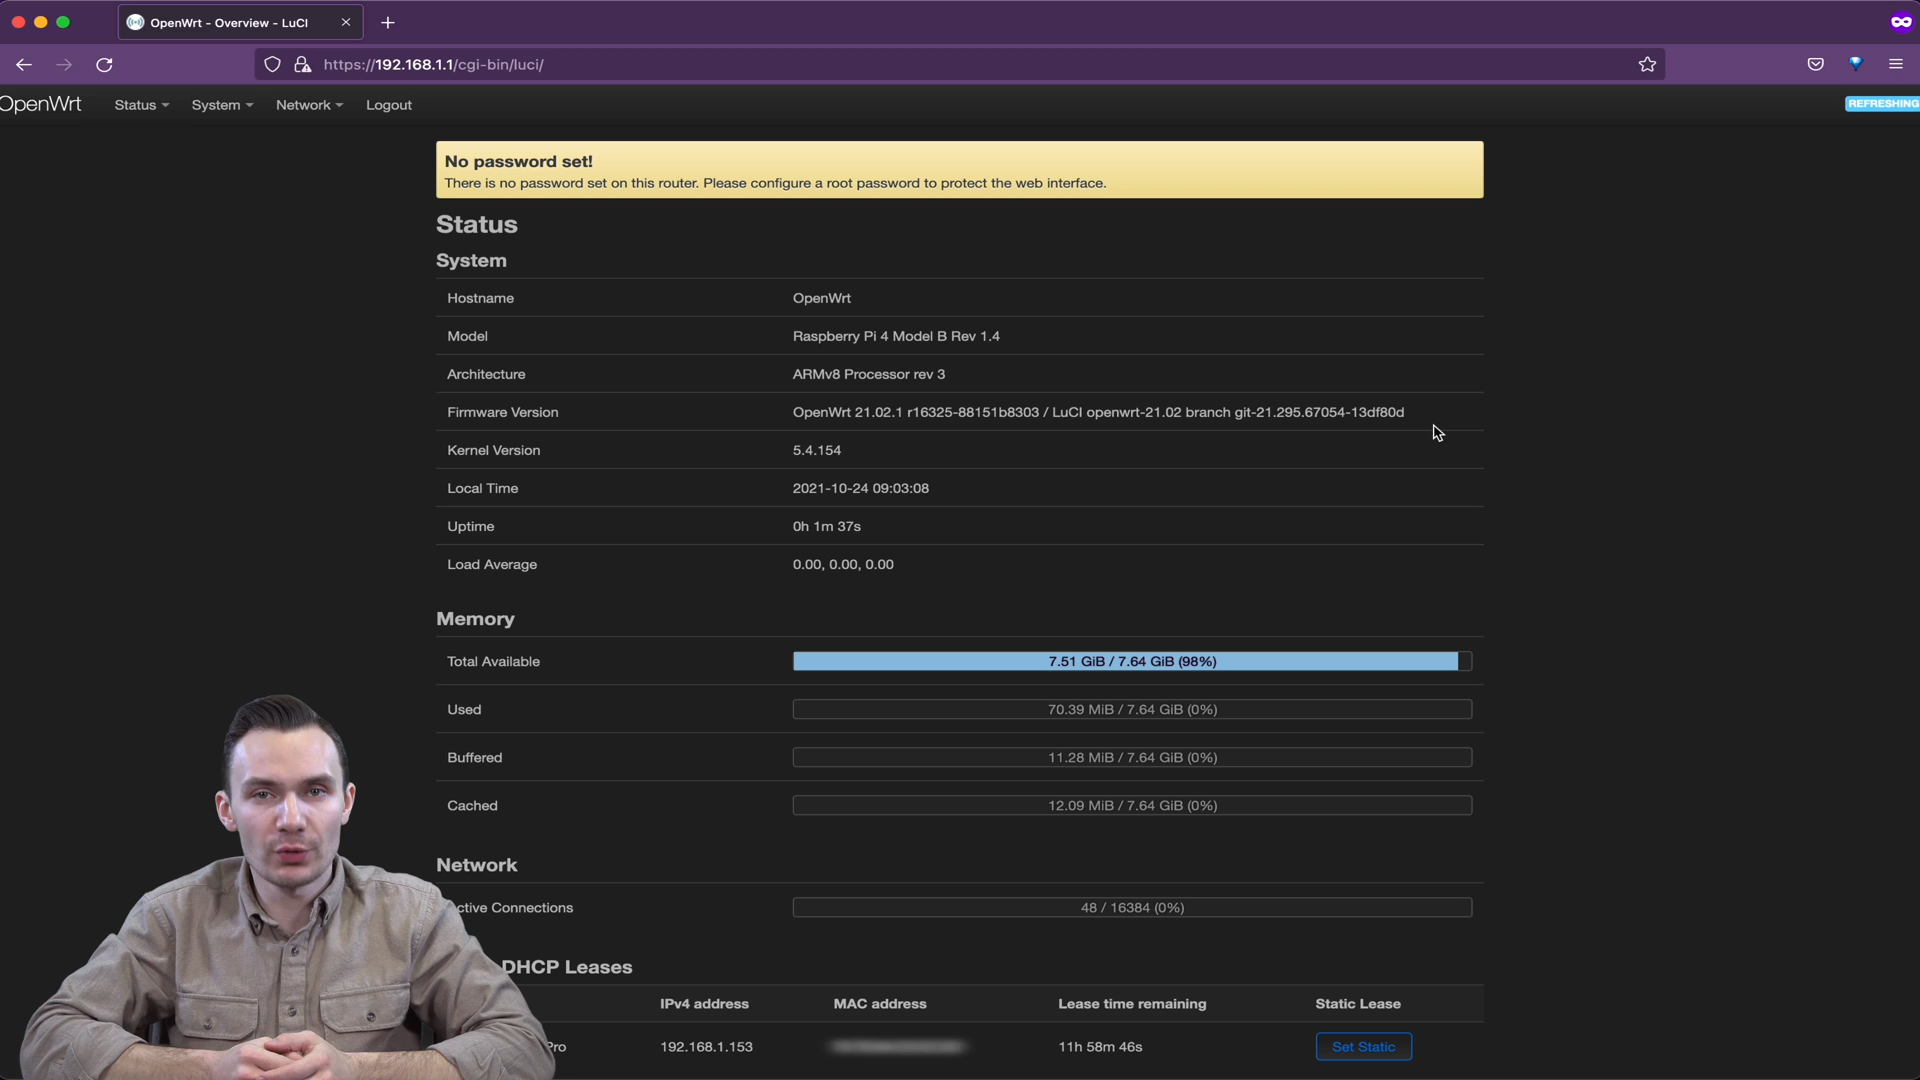 OpenWrt - Overview - LuCI
https://192.168.1.1/cgi-bin/luci/
OpenWrt Status System Network Logout REFRESHING
No password set!
There is no password set on this router. Please configure a root password to protect the web interface.
Status
System
Hostname OpenWrt
Model Raspberry Pi 4 Model B Rev 1.4
Architecture ARMv8 Processor rev 3
Firmware Version OpenWrt 21.02.1 r16325-88151b8303 / LuCI openwrt-21.02 branch git-21.295.67054-13df80d
Kernel Version 5.4.154
Local Time 2021-10-24 09:03:08
Uptime 0h 1m 37s
Load Average 0.00, 0.00, 0.00
Memory
Total Available 7.51 GiB / 7.64 GiB (98%)
Used 70.39 MiB / 7.64 GiB (0%)
Buffered 11.28 MiB / 7.64 GiB (0%)
Cached 12.09 MiB / 7.64 GiB (0%)
Network
ctive Connections 48 / 16384 (0%)
DHCP Leases
IPv4 address MAC address Lease time remaining Static Lease
Pro 192.168.1.153 11h 58m 46s Set Static